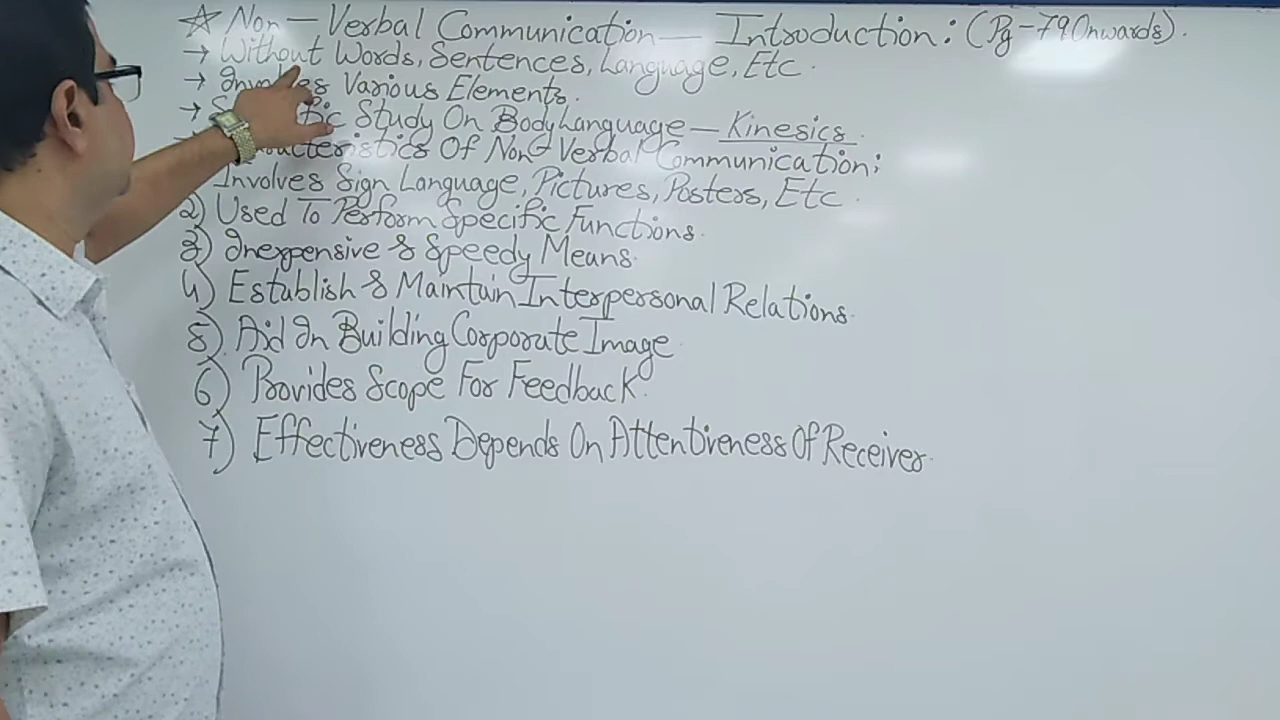 ☆ Non – Verbal Communication — Introduction: (Pg-79 Onwards).
→ Without Words, Sentences, Language, Etc.
→ Involves Various Elements.
→ Study On Body Language – Kinesics.
Of Non-Verbal Communication:
Involves Sign Language, Pictures, Posters, Etc.
2) Used To Perform Specific Functions.
3) Inexpensive & Speedy Means.
4) Establish & Maintain Interpersonal Relations.
5) Aid In Building Corporate Image
6) Provides Scope For Feedback.
7) Effectiveness Depends On Attentiveness Of Receiver.